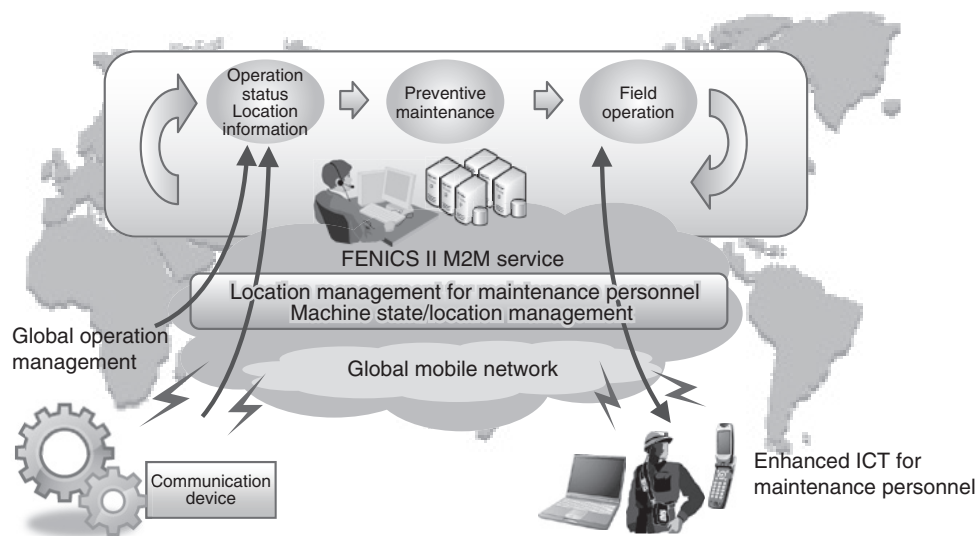 Operation
status
Location
information
Preventive
maintenance
Field
operation
FENICS II M2M service
Location management for maintenance personnel
Machine state/location management
Global operation
management
Global mobile network
Communication
device
Enhanced ICT for
maintenance personnel